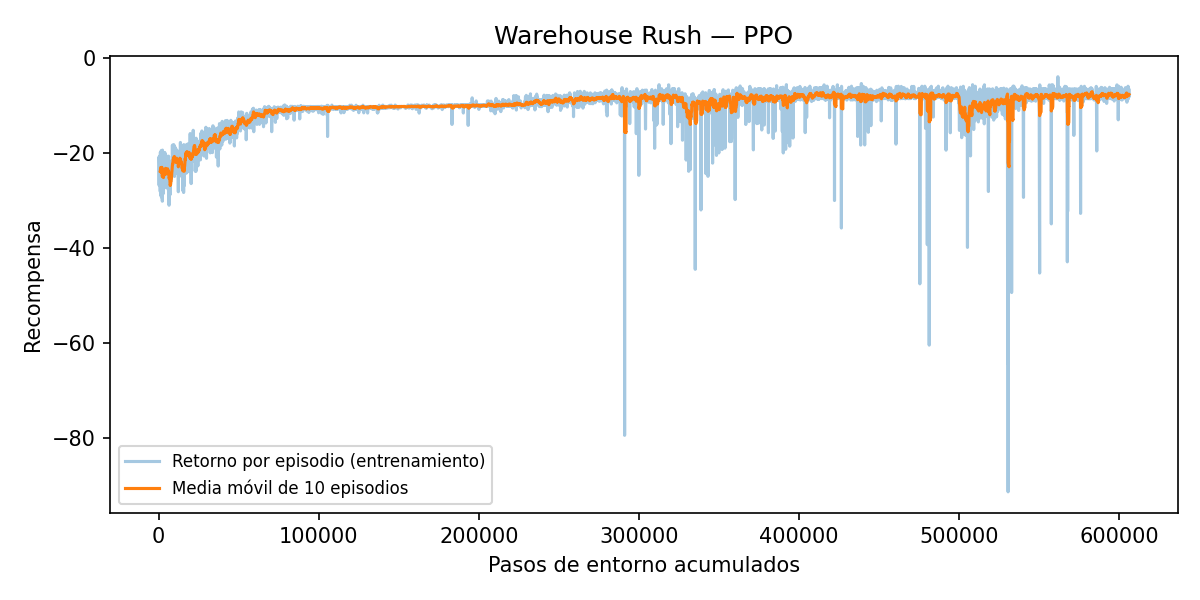 Warehouse Rush — PPO
Recompensa
0
−20
−40
−60
−80
Retorno por episodio (entrenamiento)
Media móvil de 10 episodios
0
100000
200000
300000
400000
500000
600000
Pasos de entorno acumulados